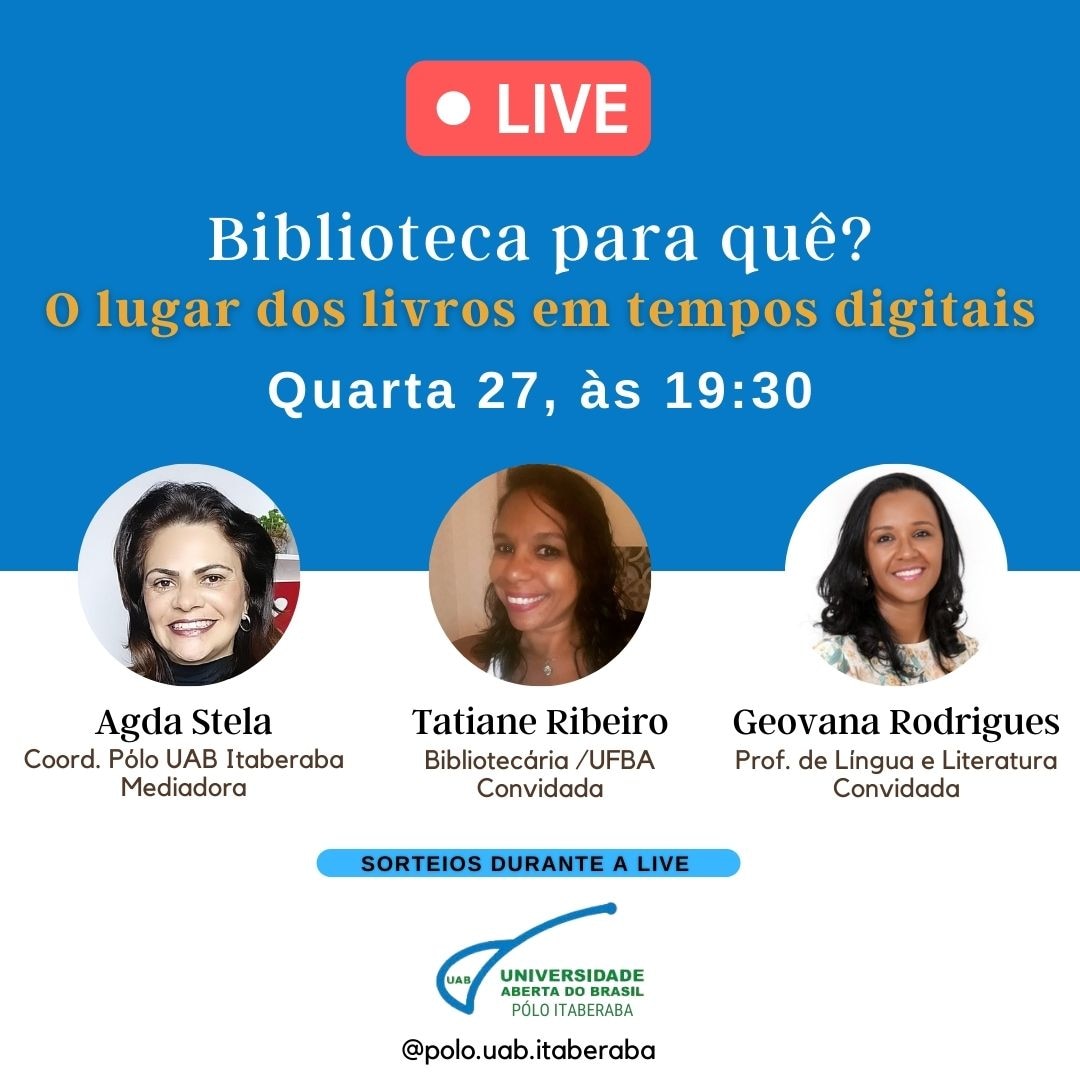 LIVE
Biblioteca para quê?
O lugar dos livros em tempos digitais
Quarta 27, às 19:30
Agda Stela
Coord. Pólo UAB Itaberaba
Mediadora
Tatiane Ribeiro
Bibliotecária /UFBA
Convidada
Geovana Rodrigues
Prof. de Língua e Literatura
Convidada
SORTEIOS DURANTE A LIVE
UAB
UNIVERSIDADE
ABERTA DO BRASIL
PÓLO ITABERABA
@polo.uab.itaberaba